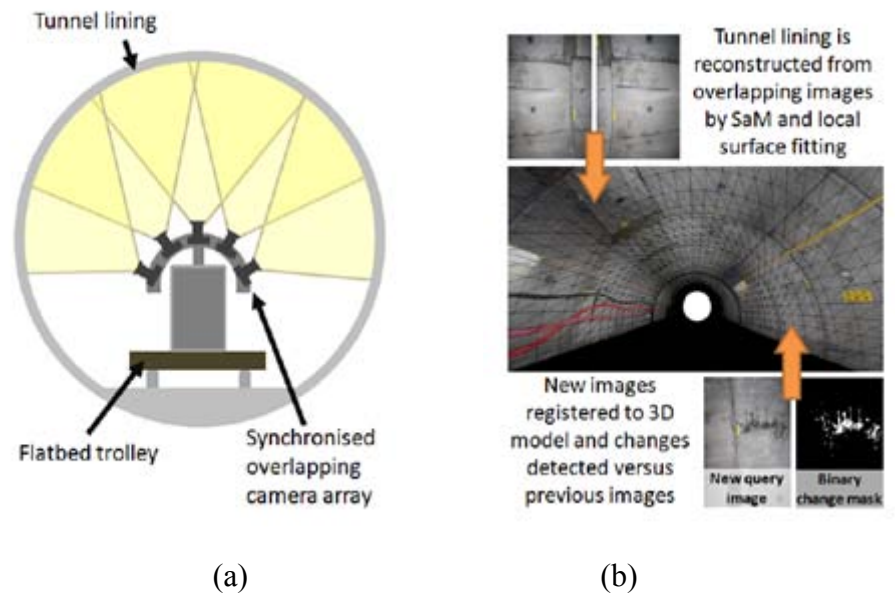 Tunnel lining
Flatbed trolley
Synchronised
overlapping
camera array
(a)
Tunnel lining is
reconstructed from
overlapping images
by SaM and local
surface fitting
New images
registered to 3D
model and changes
detected versus
previous images
New query
image
Binary
change mask
(b)